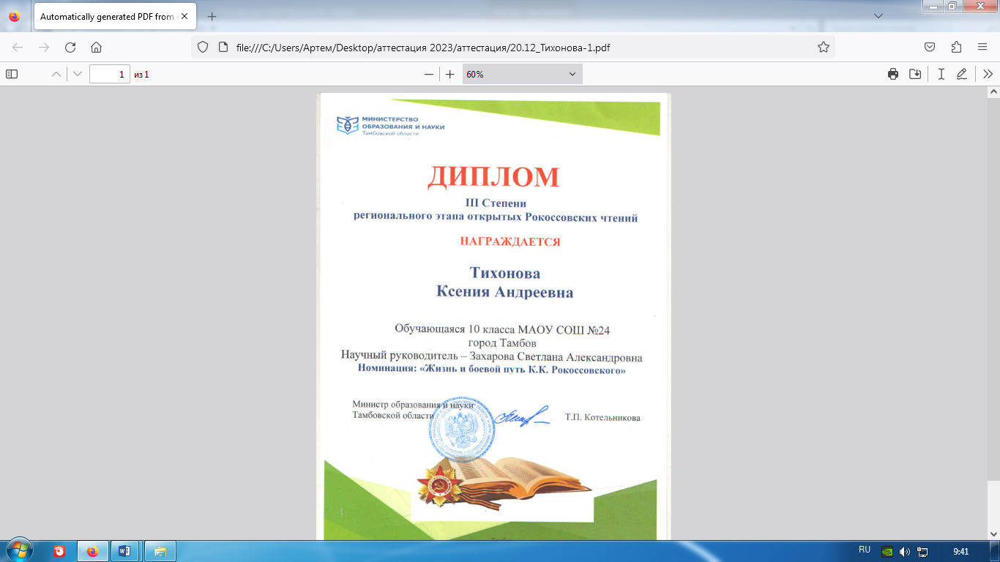 Automatically generated PDF from
file:///C:/Users/Артем/Desktop/аттестация 2023/аттестация/20.12_Тихонова-1.pdf
1 из 1
60%
МИНИСТЕРСТВО
ОБРАЗОВАНИЯ И НАУКИ
Тамбовской области
ДИПЛОМ
III Степени
регионального этапа открытых Рокоссовских чтений
НАГРАЖДАЕТСЯ
Тихонова
Ксения Андреевна
Обучающаяся 10 класса МАОУ СОШ №24
город Тамбов
Научный руководитель – Захарова Светлана Александровна
Номинация: «Жизнь и боевой путь К.К. Рокоссовского»
Министр образования и науки
Тамбовской области
Т.П. Котельникова
RU
9:41